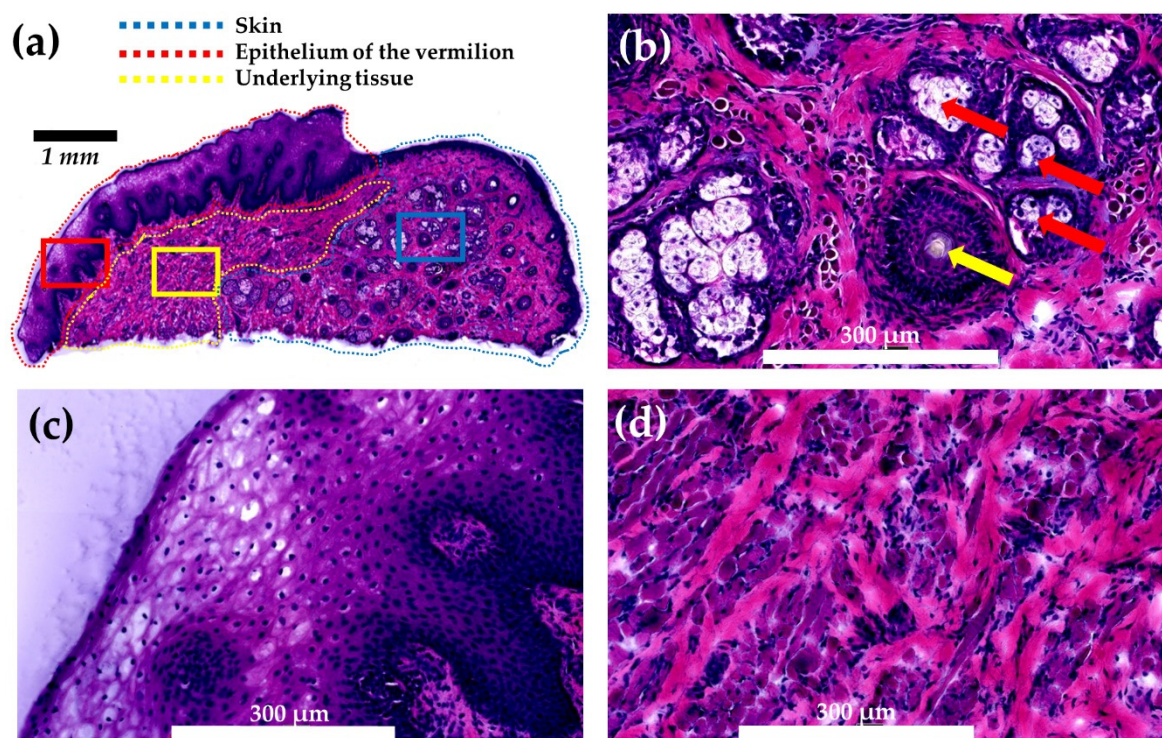 (a)
Skin
Epithelium of the vermilion
Underlying tissue
1 mm
(b)
300 µm
(c)
300 µm
(d)
300 µm